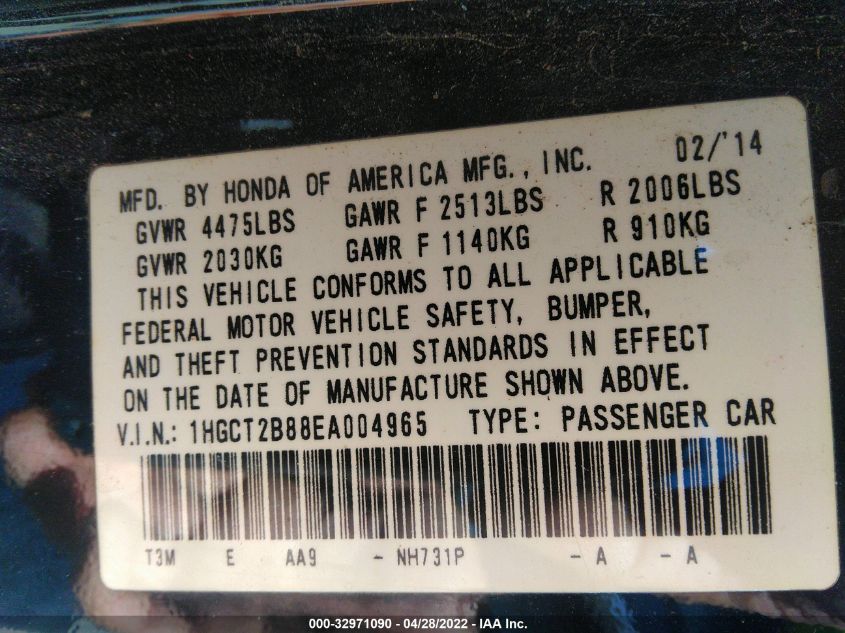 02/'14
MFD. BY HONDA OF AMERICA MFG., INC.
GVWR 4475LBS GAWR F 2513LBS R 2006LBS
GVWR 2030KG GAWR F 1140KG R 910KG
THIS VEHICLE CONFORMS TO ALL APPLICABLE
FEDERAL MOTOR VEHICLE SAFETY, BUMPER,
AND THEFT PREVENTION STANDARDS IN EFFECT
ON THE DATE OF MANUFACTURE SHOWN ABOVE.
V.I.N.: 1HGCT2B88EA004965 TYPE: PASSENGER CAR
T3M E AA9 - NH731P - A - A
000-32971090 - 04/28/2022 - IAA Inc.